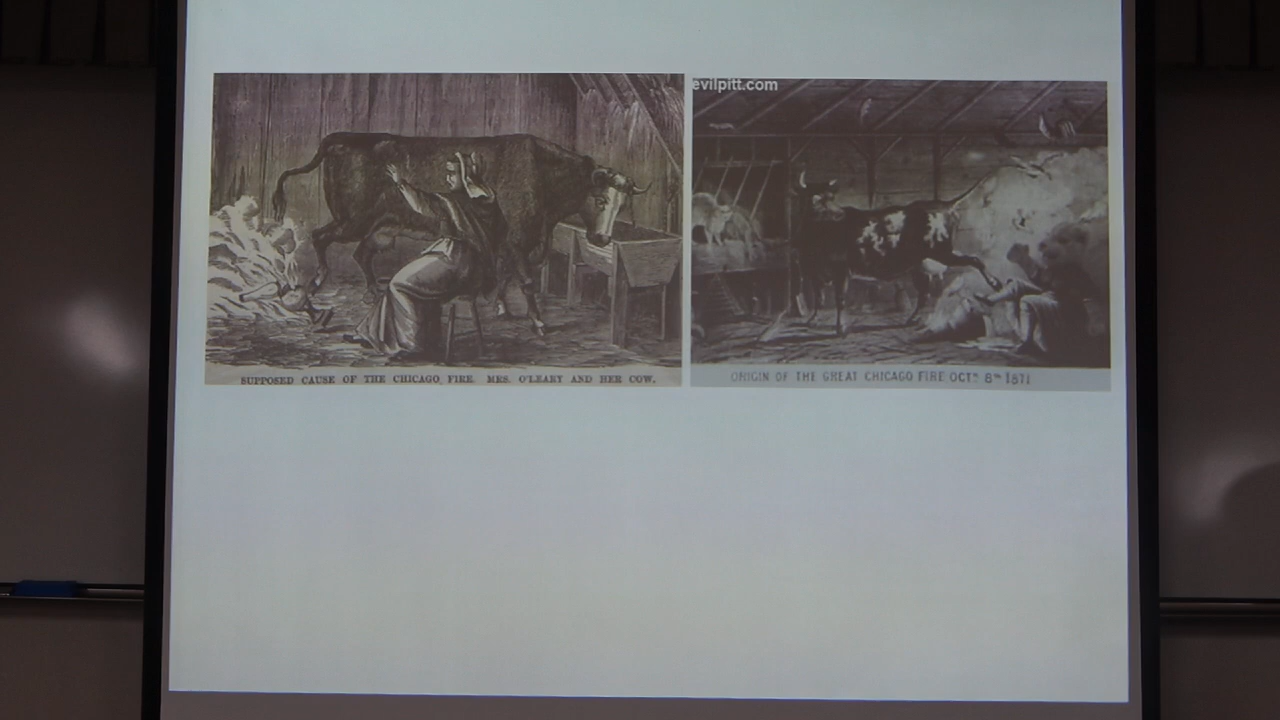 evilpitt.com
SUPPOSED CAUSE OF THE CHICAGO FIRE. MRS. O'LEARY AND HER COW.
ORIGIN OF THE GREAT CHICAGO FIRE OCTR 8TH 1871